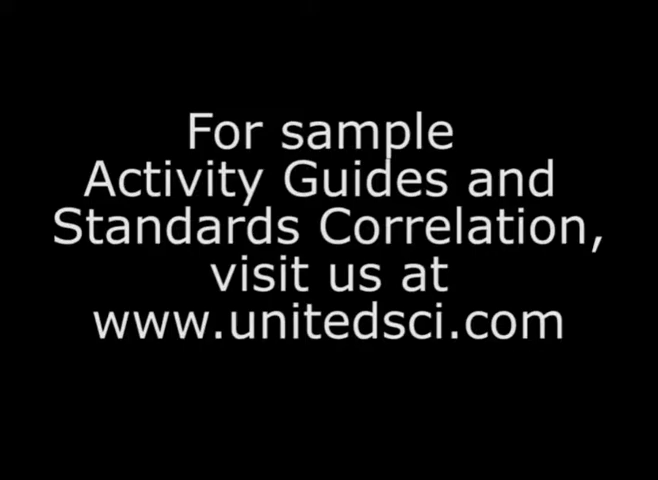 For sample
Activity Guides and
Standards Correlation,
visit us at
www.unitedsci.com